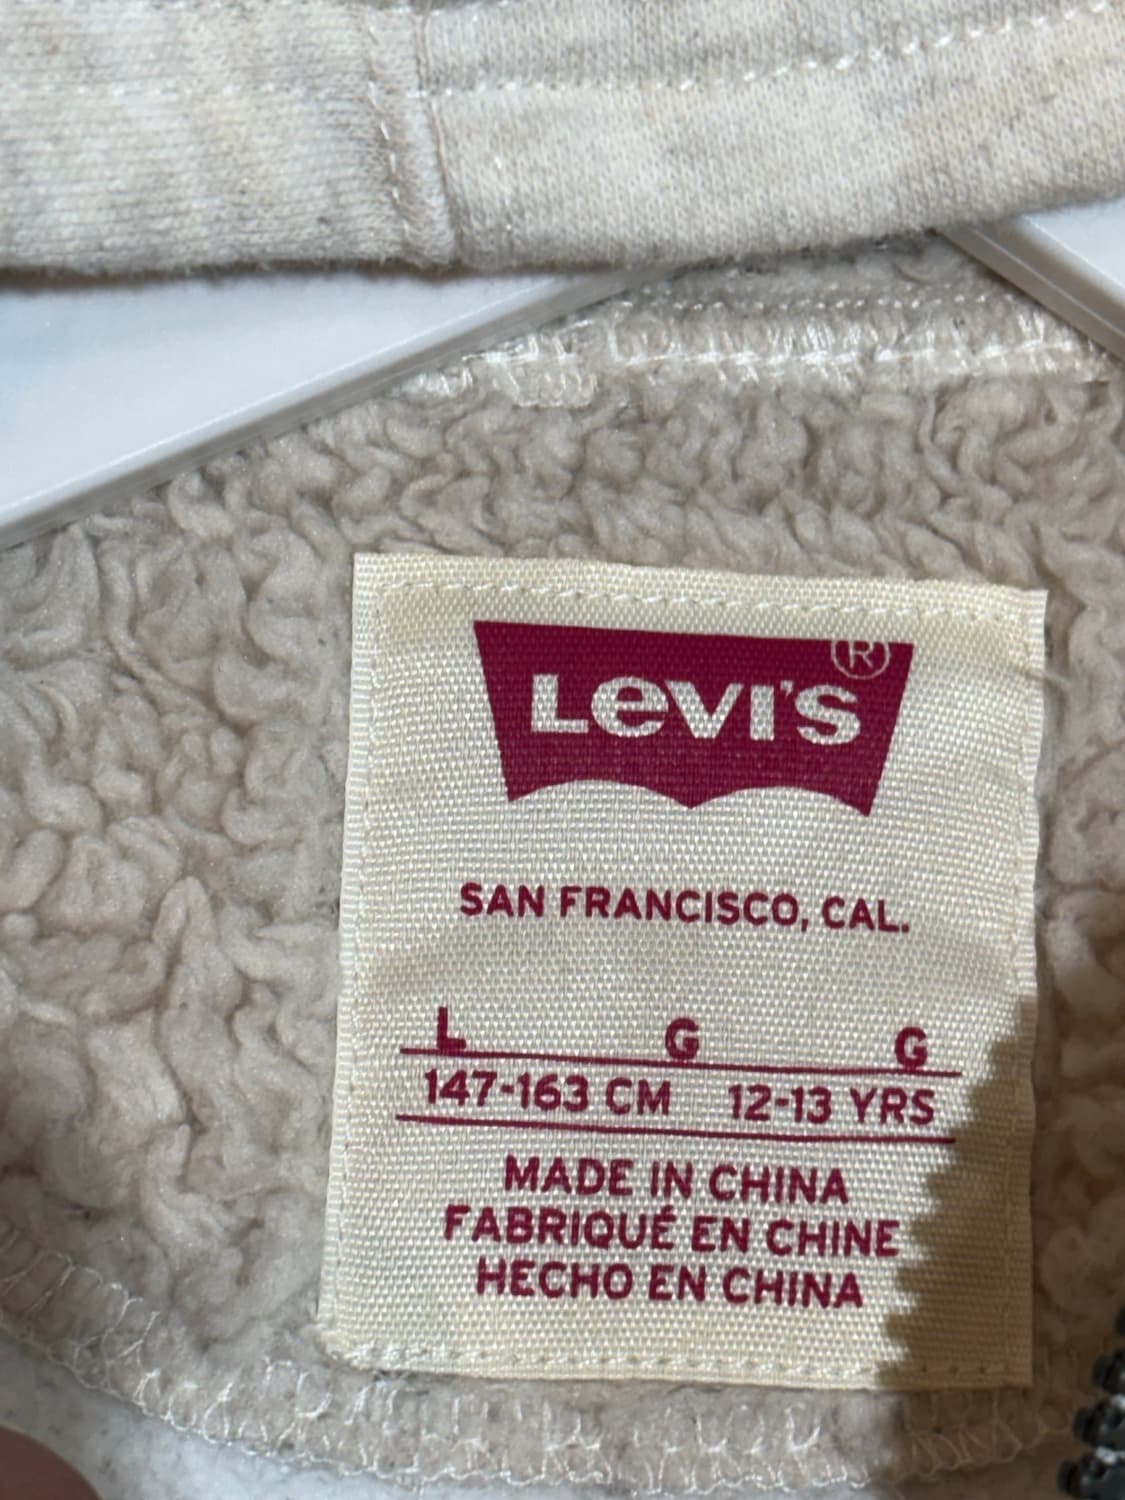 Levi's ®
SAN FRANCISCO, CAL.
L G G
147-163 CM 12-13 YRS
MADE IN CHINA
FABRIQUÉ EN CHINE
HECHO EN CHINA